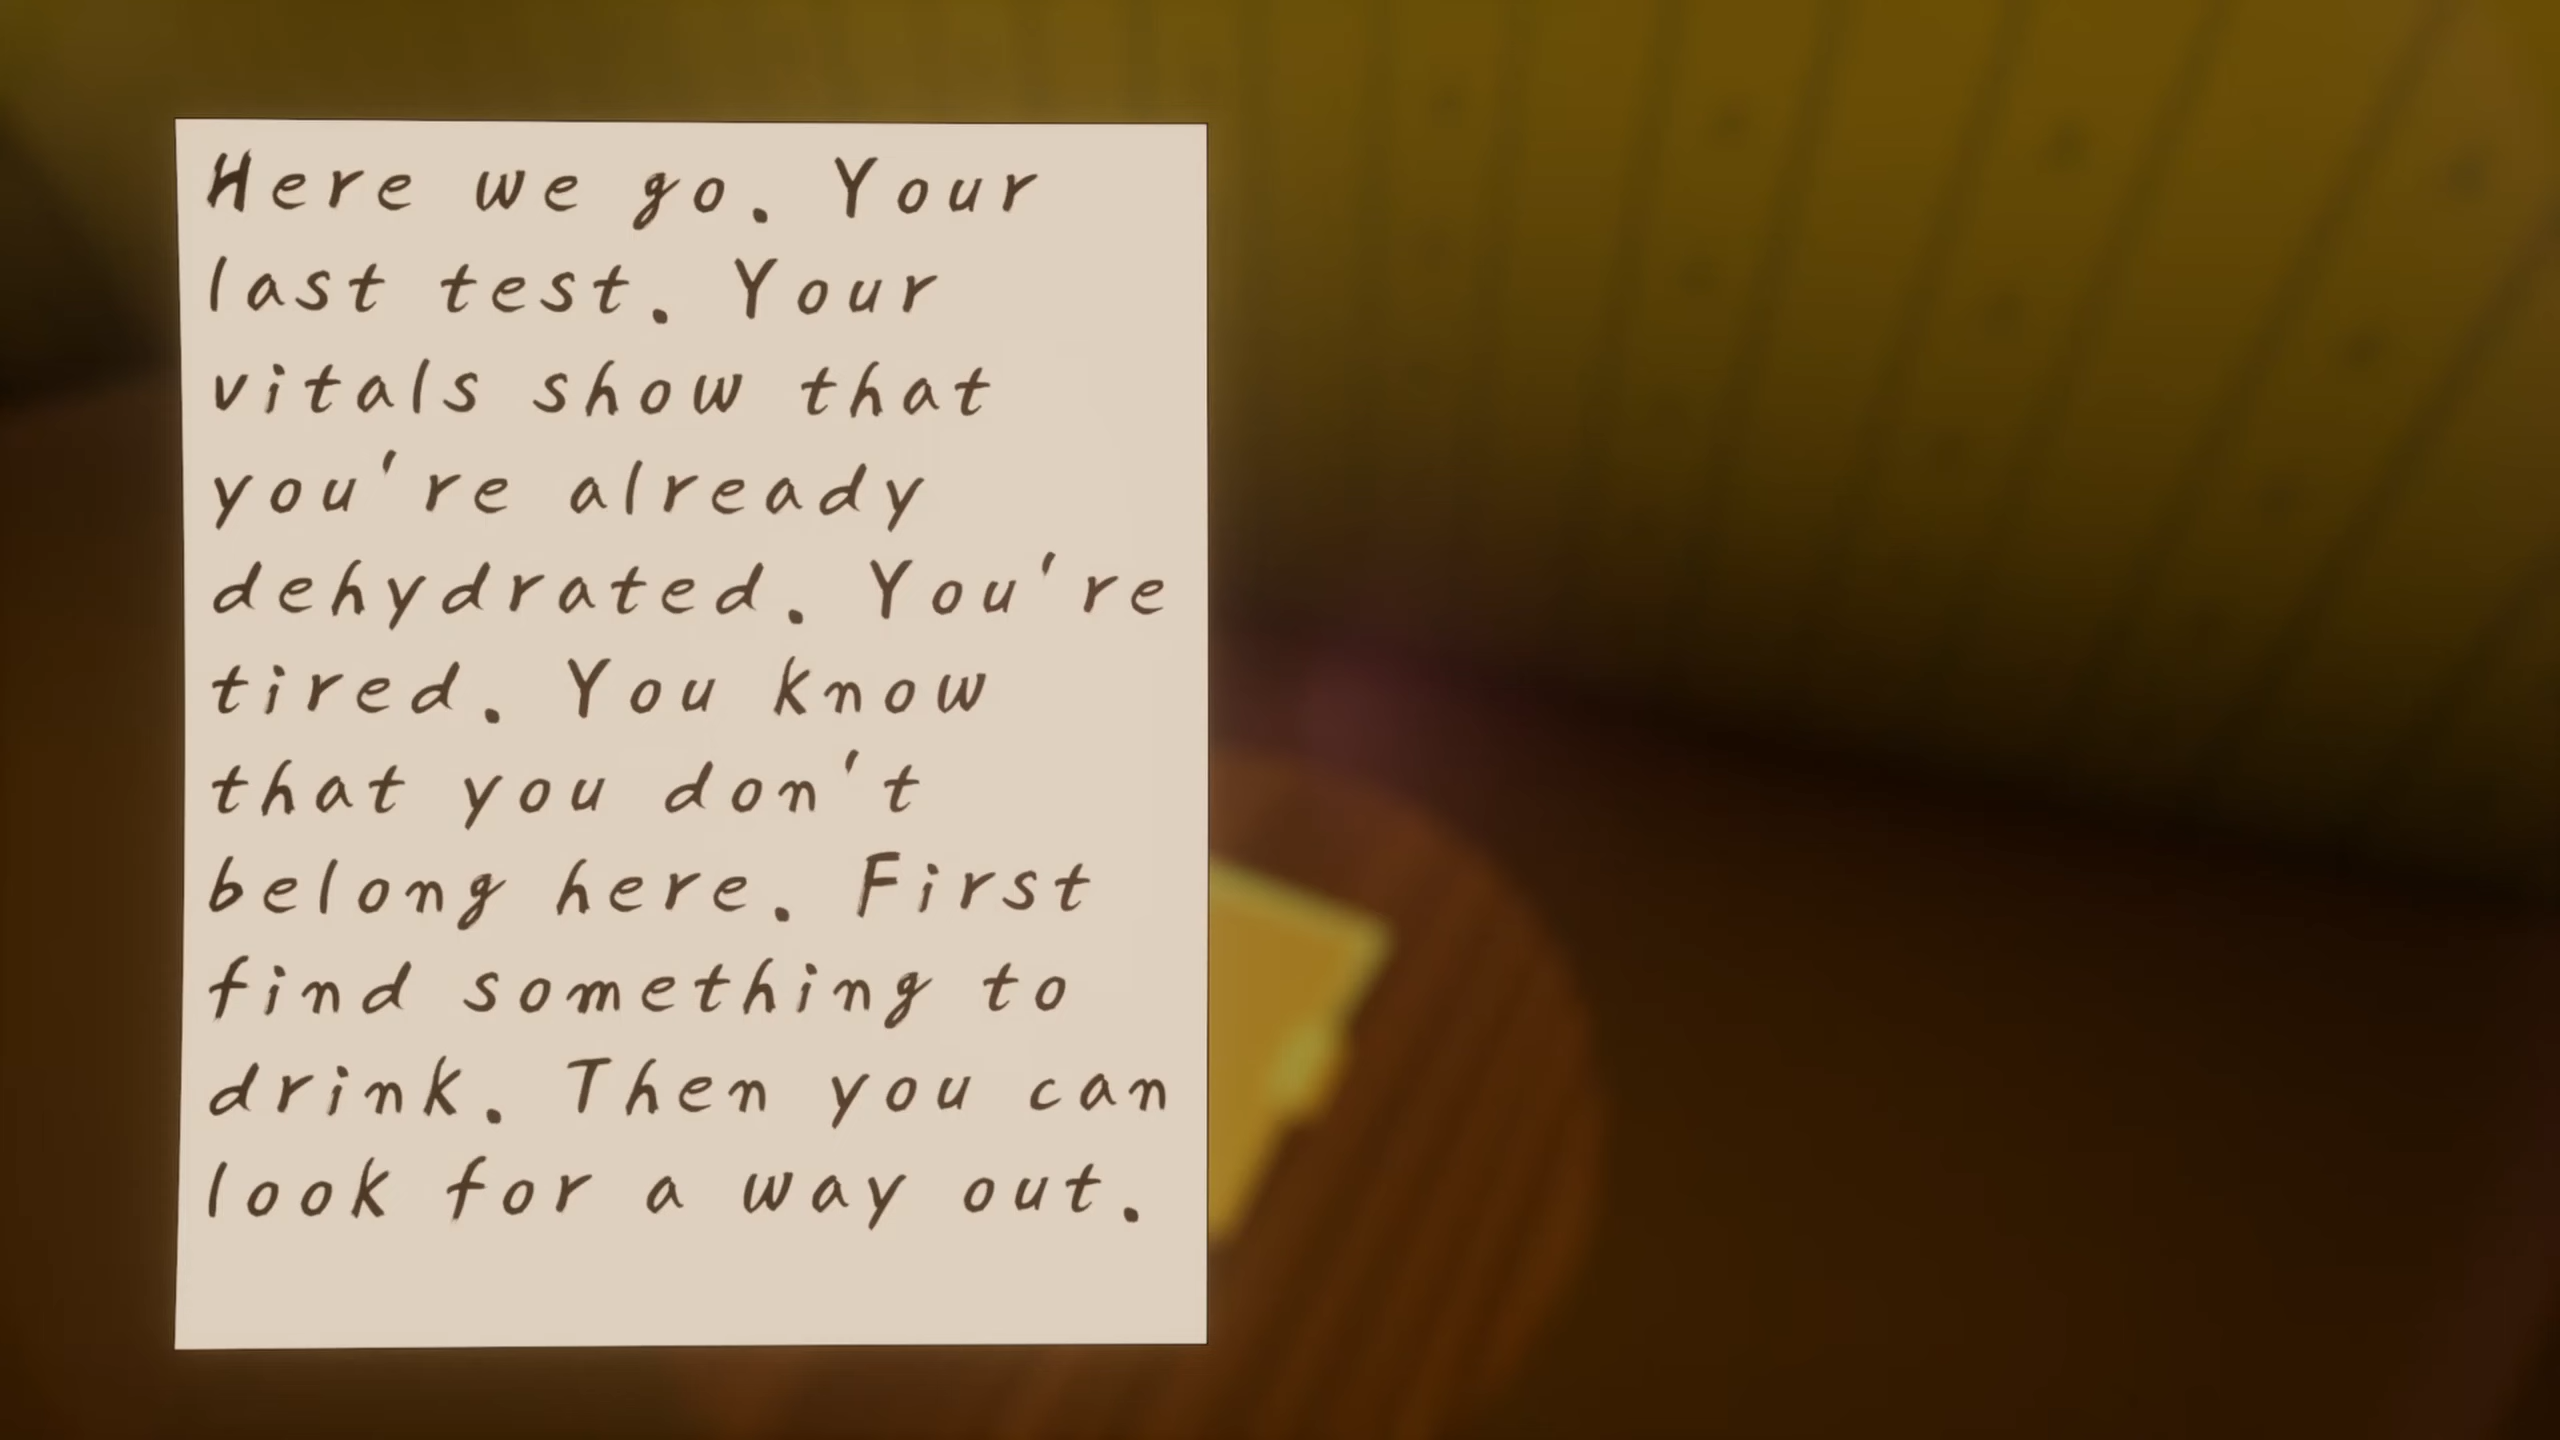 Here we go. Your
last test. Your
vitals show that
you're already
dehydrated. You're
tired. You know
that you don't
belong here. First
find something to
drink. Then you can
look for a way out.